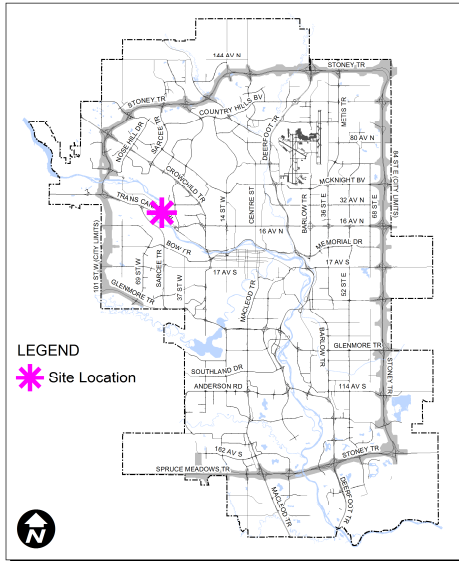 144 AV N
STONEY TR
STONEY TR
COUNTRY HILLS BV
METIS TR
NOSE HILL DR
SARCEE TR
DEERFOOT TR
80 AV N
84 ST E (CITY LIMITS)
CROWCHILD TR
MCKNIGHT BV
TRANS CA
14 ST W
CENTRE ST
BARLOW TR
36 ST E
32 AV N
68 ST E
16 AV N
16 AV N
101 ST W (CITY LIMITS)
BOW TR
MEMORIAL DR
69 ST W
SARCEE TR
37 ST W
17 AV S
17 AV S
52 ST E
GLENMORE TR
MACLEOD TR
BARLOW TR
GLENMORE TR
LEGEND
Site Location
SOUTHLAND DR
ANDERSON RD
114 AV S
STONEY TR
162 AV S
STONEY TR
SPRUCE MEADOWS TR
MACLEOD TR
DEERFOOT TR
N